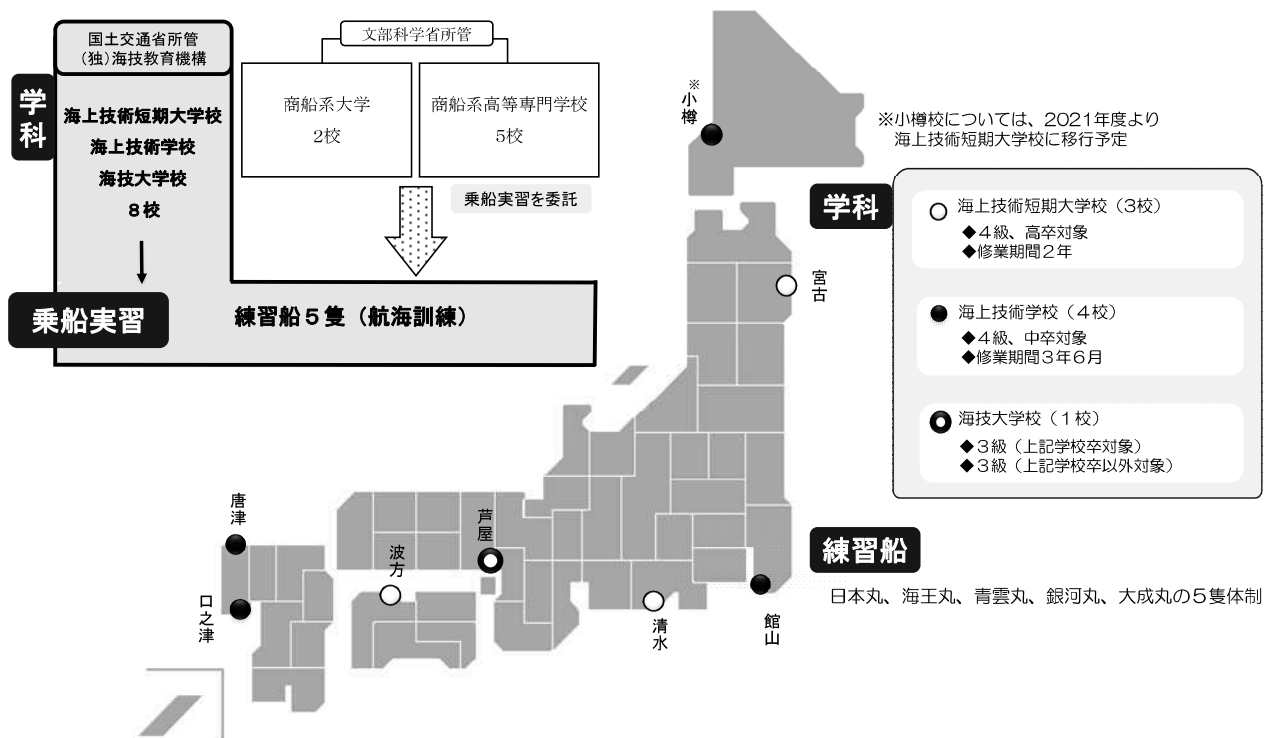 国土交通省所管
(独)海技教育機構
文部科学省所管
学科
海上技術短期大学校
海上技術学校
海技大学校
8校
商船系大学
2校
商船系高等専門学校
5校
乗船実習を委託
乗船実習
練習船５隻（航海訓練）
※
小樽
※小樽校については、2021年度より
海上技術短期大学校に移行予定
学科
海上技術短期大学校（3校）
◆４級、高卒対象
◆修業期間２年
海上技術学校（４校）
◆４級、中卒対象
◆修業期間３年６月
海技大学校（１校）
◆３級（上記学校卒対象）
◆３級（上記学校卒以外対象）
宮古
唐津
芦屋
波方
口之津
清水
館山
練習船
日本丸、海王丸、青雲丸、銀河丸、大成丸の５隻体制